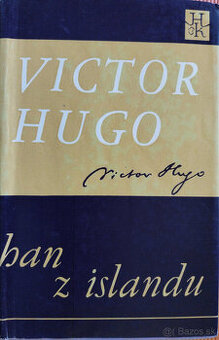 H
O
K
VICTOR
HUGO
Victor Hugo
han
z islandu
© Bazos.sk